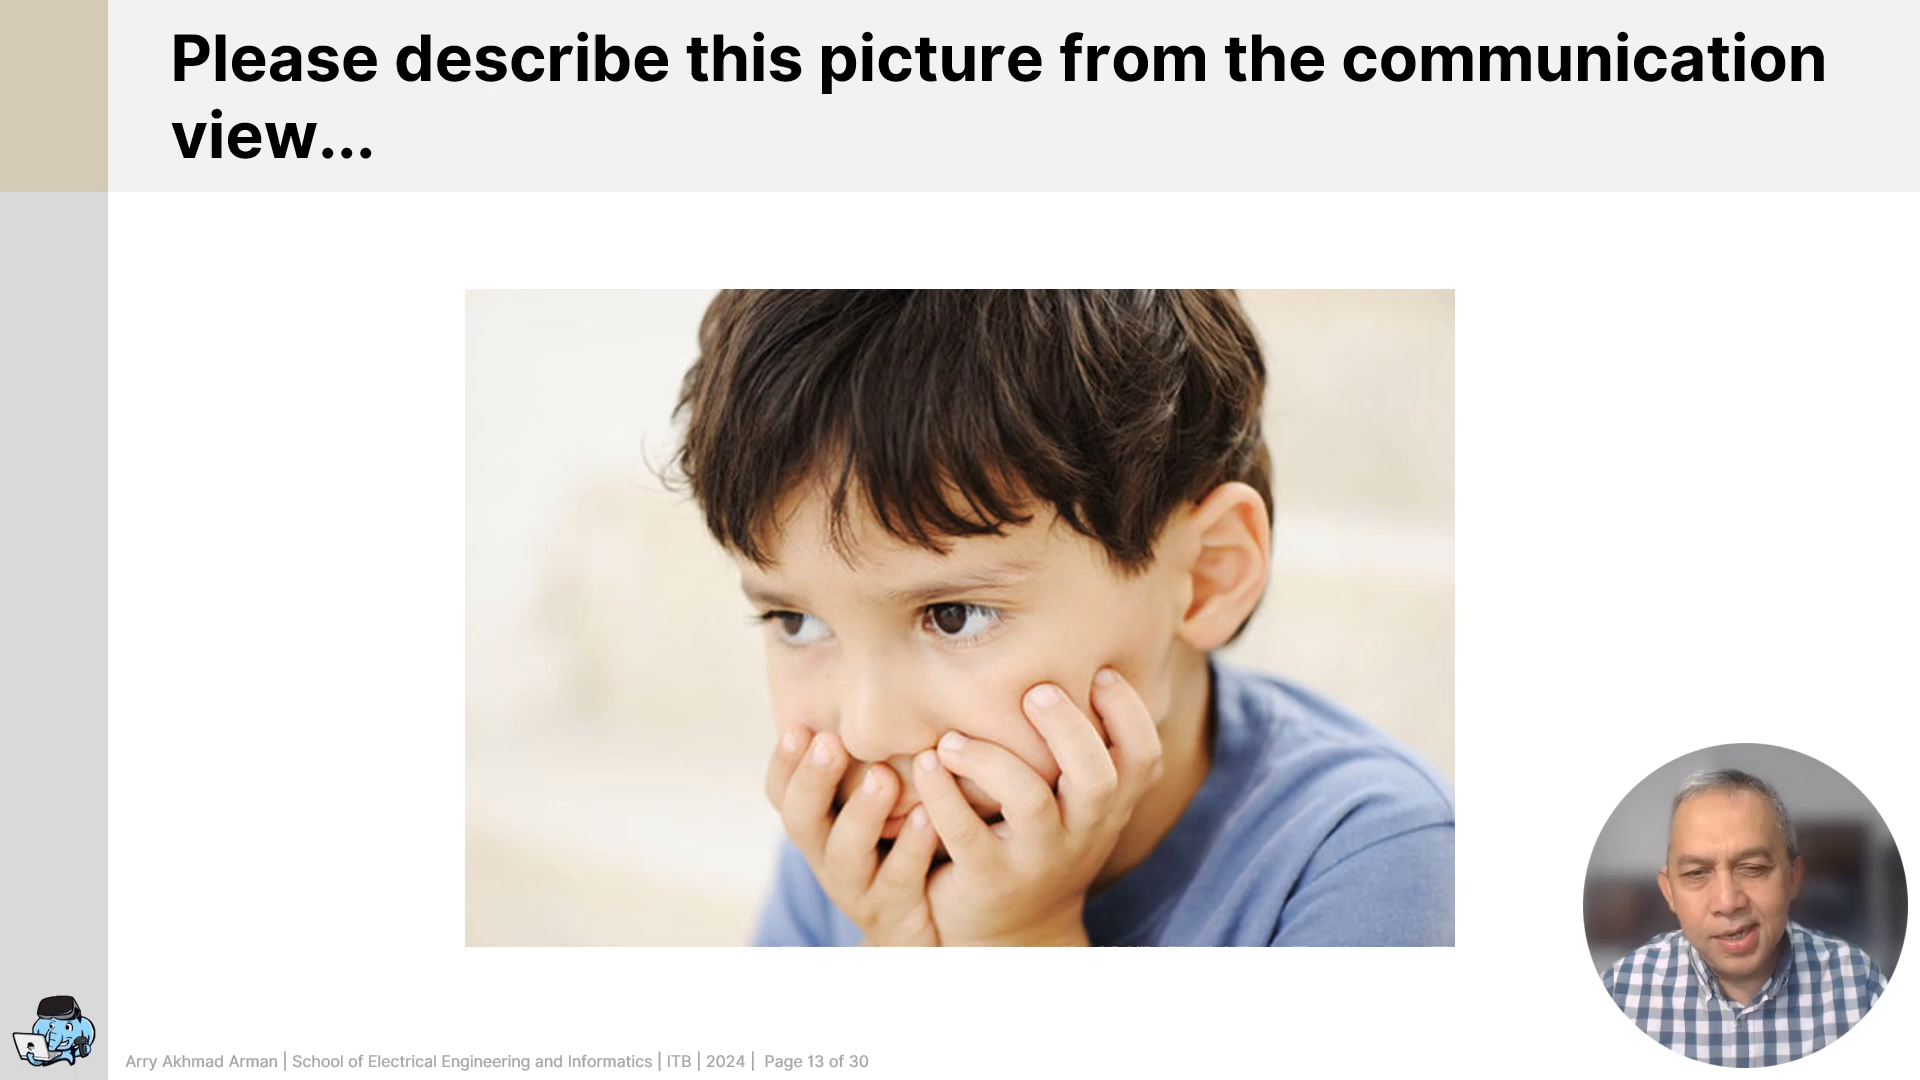 Please describe this picture from the communication
view...
Arry Akhmad Arman | School of Electrical Engineering and Informatics | ITB | 2024 | Page 13 of 30